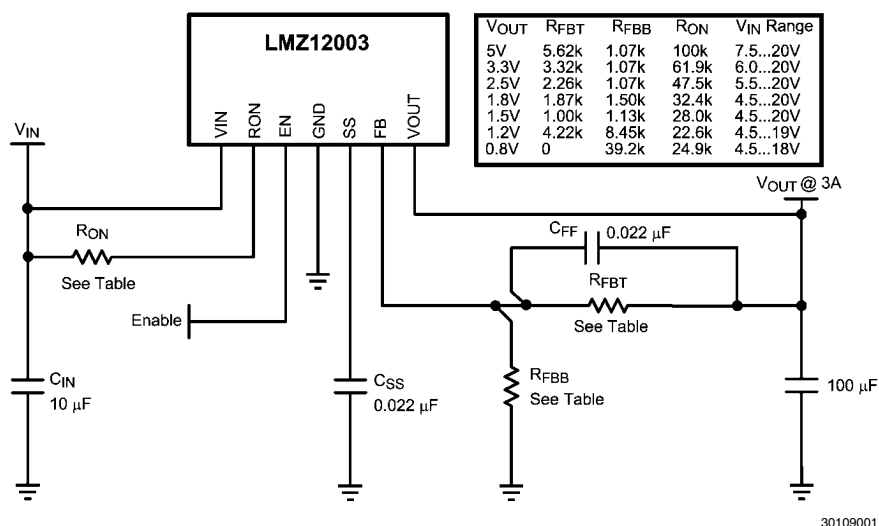 LMZ12003
VIN
RON
EN
GND
SS
FB
VOUT
VOUT RFBT RFBB RON VIN Range
5V 5.62k 1.07k 100k 7.5...20V
3.3V 3.32k 1.07k 61.9k 6.0...20V
2.5V 2.26k 1.07k 47.5k 5.5...20V
1.8V 1.87k 1.50k 32.4k 4.5...20V
1.5V 1.00k 1.13k 28.0k 4.5...20V
1.2V 4.22k 8.45k 22.6k 4.5...19V
0.8V 0 39.2k 24.9k 4.5...18V
VIN
VOUT @ 3A
RON
See Table
CFF 0.022 µF
RFBT
See Table
Enable
CIN
10 µF
CSS
0.022 µF
RFBB
See Table
100 µF
30109001